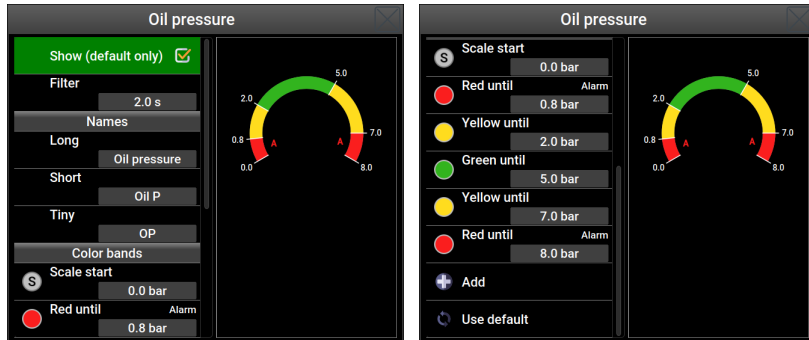 Oil pressure
Show (default only)
Filter
2.0 s
Names
Long
Oil pressure
Short
Oil P
Tiny
OP
Color bands
S Scale start
0.0 bar
Red until Alarm
0.8 bar
5.0
2.0
0.8
A A
7.0
0.0
8.0
Oil pressure
S Scale start
0.0 bar
Red until Alarm
0.8 bar
Yellow until
2.0 bar
Green until
5.0 bar
Yellow until
7.0 bar
Red until Alarm
8.0 bar
Add
Use default
5.0
2.0
0.8
A A
7.0
0.0
8.0